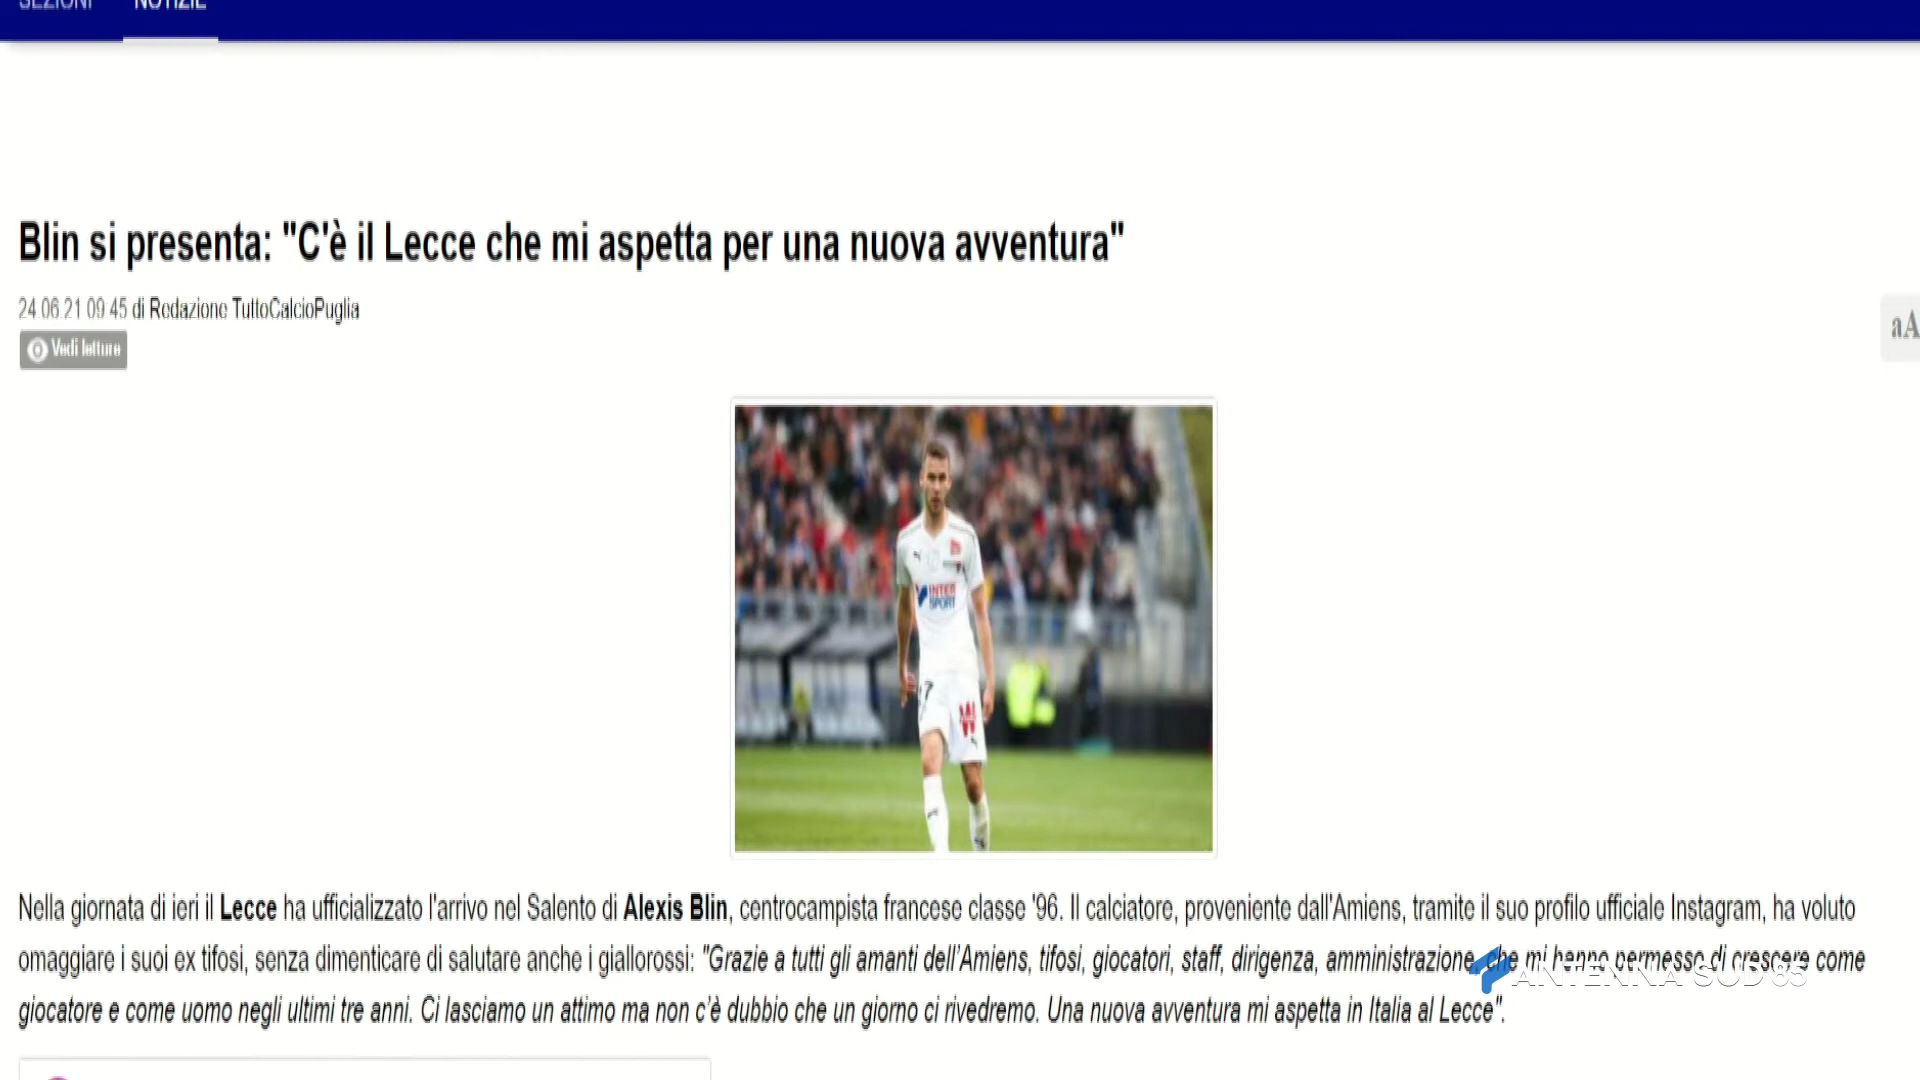 SEZIONI NOTIZIE
Blin si presenta: "C'è il Lecce che mi aspetta per una nuova avventura"
24.06.21 09:45 di Redazione TuttoCalcioPuglia
Vedi letture
aA
INTER
SPORT
7
W
Nella giornata di ieri il Lecce ha ufficializzato l'arrivo nel Salento di Alexis Blin, centrocampista francese classe '96. Il calciatore, proveniente dall'Amiens, tramite il suo profilo ufficiale Instagram, ha voluto
omaggiare i suoi ex tifosi, senza dimenticare di salutare anche i giallorossi: "Grazie a tutti gli amanti dell'Amiens, tifosi, giocatori, staff, dirigenza, amministrazione, che mi hanno permesso di crescere come
giocatore e come uomo negli ultimi tre anni. Ci lasciamo un attimo ma non c'è dubbio che un giorno ci rivedremo. Una nuova avventura mi aspetta in Italia al Lecce".
ANTENNA SUD 85